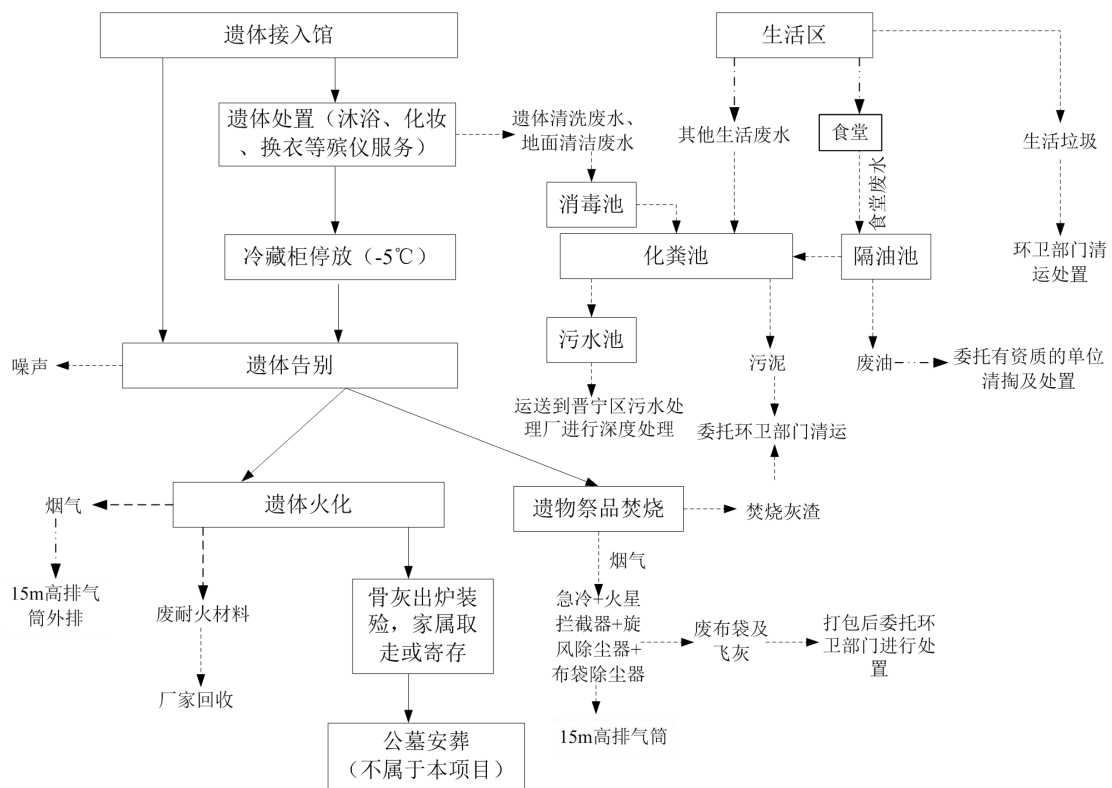 遗体接入馆
生活区
遗体处置（沐浴、化妆
、换衣等殡仪服务）
遗体清洗废水、
地面清洁废水
其他生活废水
食堂
生活垃圾
食堂废水
消毒池
冷藏柜停放（-5℃）
化粪池
隔油池
环卫部门清
运处置
污水池
噪声
遗体告别
污泥
废油
委托有资质的单位
清掏及处置
运送到晋宁区污水处
理厂进行深度处理
委托环卫部门清运
烟气
遗体火化
遗物祭品焚烧
焚烧灰渣
烟气
15m高排气
筒外排
废耐火材料
骨灰出炉装
殓，家属取
走或寄存
急冷+火星
拦截器+旋
风除尘器+
布袋除尘器
废布袋及
飞灰
打包后委托环
卫部门进行处
置
厂家回收
15m高排气筒
公墓安葬
（不属于本项目）